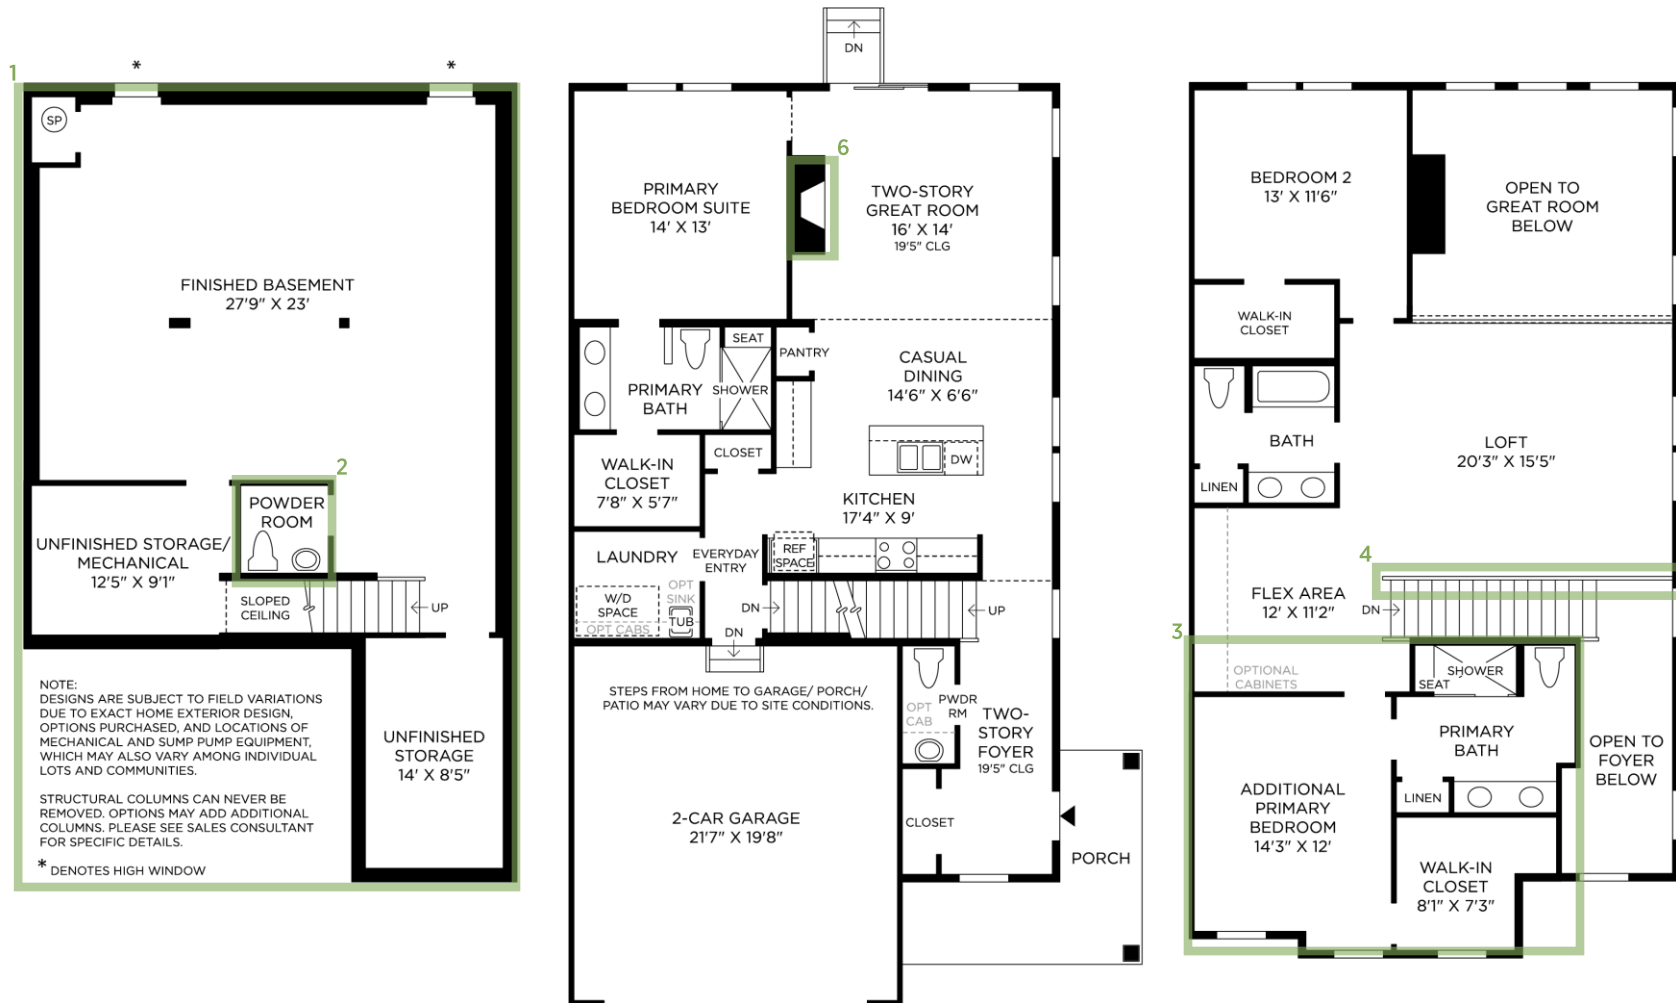 1
*
*
SP
FINISHED BASEMENT
27'9" X 23'
2
POWDER
ROOM
UNFINISHED STORAGE/
MECHANICAL
12'5" X 9'1"
SLOPED
CEILING
UP
NOTE:
DESIGNS ARE SUBJECT TO FIELD VARIATIONS
DUE TO EXACT HOME EXTERIOR DESIGN,
OPTIONS PURCHASED, AND LOCATIONS OF
MECHANICAL AND SUMP PUMP EQUIPMENT,
WHICH MAY ALSO VARY AMONG INDIVIDUAL
LOTS AND COMMUNITIES.
STRUCTURAL COLUMNS CAN NEVER BE
REMOVED. OPTIONS MAY ADD ADDITIONAL
COLUMNS. PLEASE SEE SALES CONSULTANT
FOR SPECIFIC DETAILS.
* DENOTES HIGH WINDOW
UNFINISHED
STORAGE
14' X 8'5"
DN
PRIMARY
BEDROOM SUITE
14' X 13'
6
TWO-STORY
GREAT ROOM
16' X 14'
19'5" CLG
SEAT
PANTRY
PRIMARY
BATH
SHOWER
CASUAL
DINING
14'6" X 6'6"
CLOSET
DW
WALK-IN
CLOSET
7'8" X 5'7"
KITCHEN
17'4" X 9'
LAUNDRY
EVERYDAY
ENTRY
REF
SPACE
OPT
SINK
W/D
SPACE
TUB
OPT CABS
DN
UP
DN
STEPS FROM HOME TO GARAGE/ PORCH/
PATIO MAY VARY DUE TO SITE CONDITIONS.
OPT
CAB
PWDR
RM
TWO-
STORY
FOYER
19'5" CLG
2-CAR GARAGE
21'7" X 19'8"
CLOSET
PORCH
BEDROOM 2
13' X 11'6"
OPEN TO
GREAT ROOM
BELOW
WALK-IN
CLOSET
BATH
LINEN
LOFT
20'3" X 15'5"
4
FLEX AREA
12' X 11'2"
DN
3
OPTIONAL
CABINETS
SHOWER
SEAT
PRIMARY
BATH
OPEN TO
FOYER
BELOW
LINEN
ADDITIONAL
PRIMARY
BEDROOM
14'3" X 12'
WALK-IN
CLOSET
8'1" X 7'3"